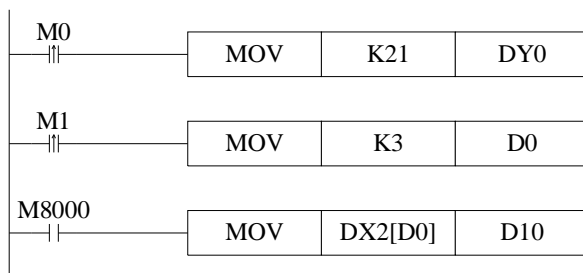 M0
MOV K21 DY0
M1
MOV K3 D0
M8000
MOV DX2[D0] D10